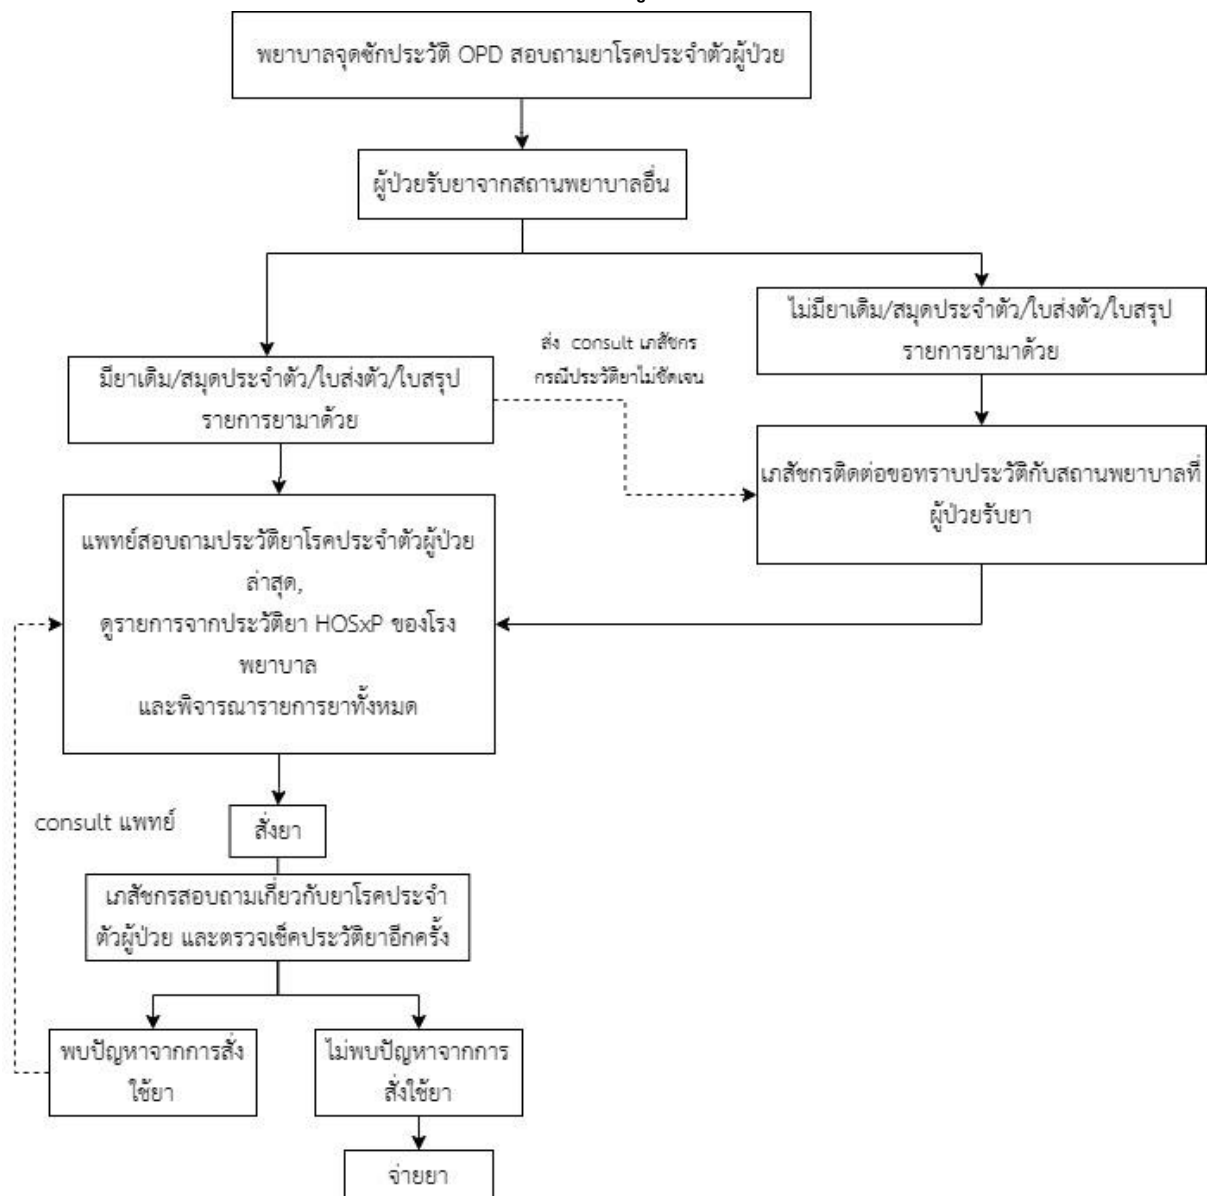 พยาบาลจุดซักประวัติ OPD สอบถามยาโรคประจำตัวผู้ป่วย
ผู้ป่วยรับยาจากสถานพยาบาลอื่น
ไม่มียาเดิม/สมุดประจำตัว/ใบส่งตัว/ใบสรุป
รายการยามาด้วย
ส่ง consult เภสัชกร
กรณีประวัติยาไม่ชัดเจน
มียาเดิม/สมุดประจำตัว/ใบส่งตัว/ใบสรุป
รายการยามาด้วย
เภสัชกรติดต่อขอทราบประวัติกับสถานพยาบาลที่
ผู้ป่วยรับยา
แพทย์สอบถามประวัติยาโรคประจำตัวผู้ป่วย
ล่าสุด,
ดูรายการจากประวัติยา HOSxP ของโรง
พยาบาล
และพิจารณารายการยาทั้งหมด
consult แพทย์
สั่งยา
เภสัชกรสอบถามเกี่ยวกับยาโรคประจำ
ตัวผู้ป่วย และตรวจเช็คประวัติยาอีกครั้ง
พบปัญหาจากการสั่ง
ใช้ยา
ไม่พบปัญหาจากการ
สั่งใช้ยา
จ่ายยา